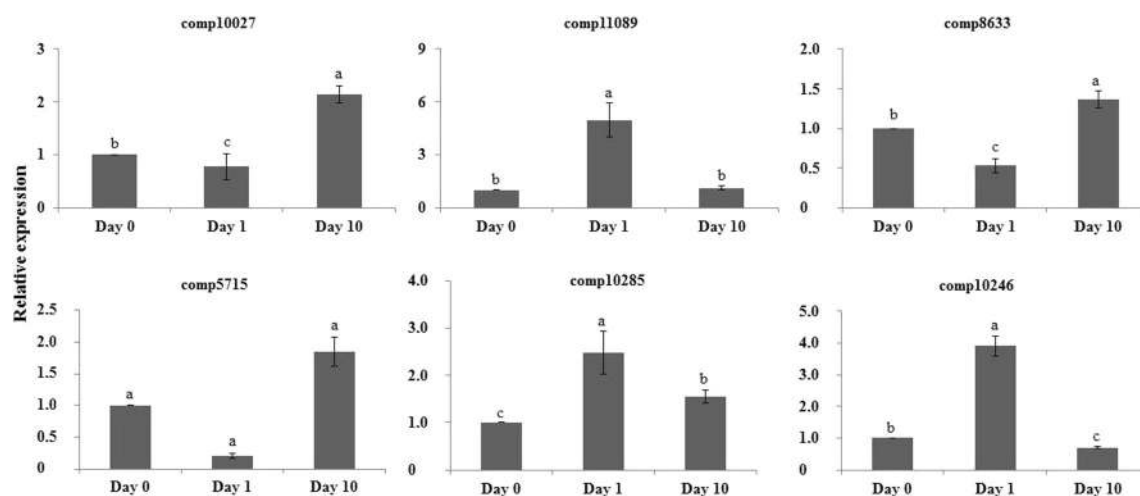 comp10027
3
2
1
0
b
c
a
Day 0 Day 1 Day 10
comp11089
9
6
3
0
b
a
b
Day 0 Day 1 Day 10
comp8633
2.0
1.5
1.0
0.5
0.0
b
c
a
Day 0 Day 1 Day 10
Relative expression
comp5715
2.5
2.0
1.5
1.0
0.5
0
a
a
a
Day 0 Day 1 Day 10
comp10285
4.0
3.0
2.0
1.0
0
c
a
b
Day 0 Day 1 Day 10
comp10246
5.0
4.0
3.0
2.0
1.0
0
b
a
c
Day 0 Day 1 Day 10